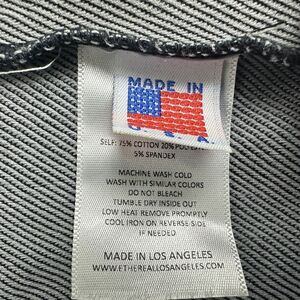 MADE IN
U.S.A.
SELF: 75% COTTON 20% POLYESTER
5% SPANDEX
MACHINE WASH COLD
WASH WITH SIMILAR COLORS
DO NOT BLEACH
TUMBLE DRY INSIDE OUT
LOW HEAT REMOVE PROMPTLY
COOL IRON ON REVERSE-SIDE
IF NEEDED
MADE IN LOS ANGELES
WWW.ETHEREALLOSANGELES.COM